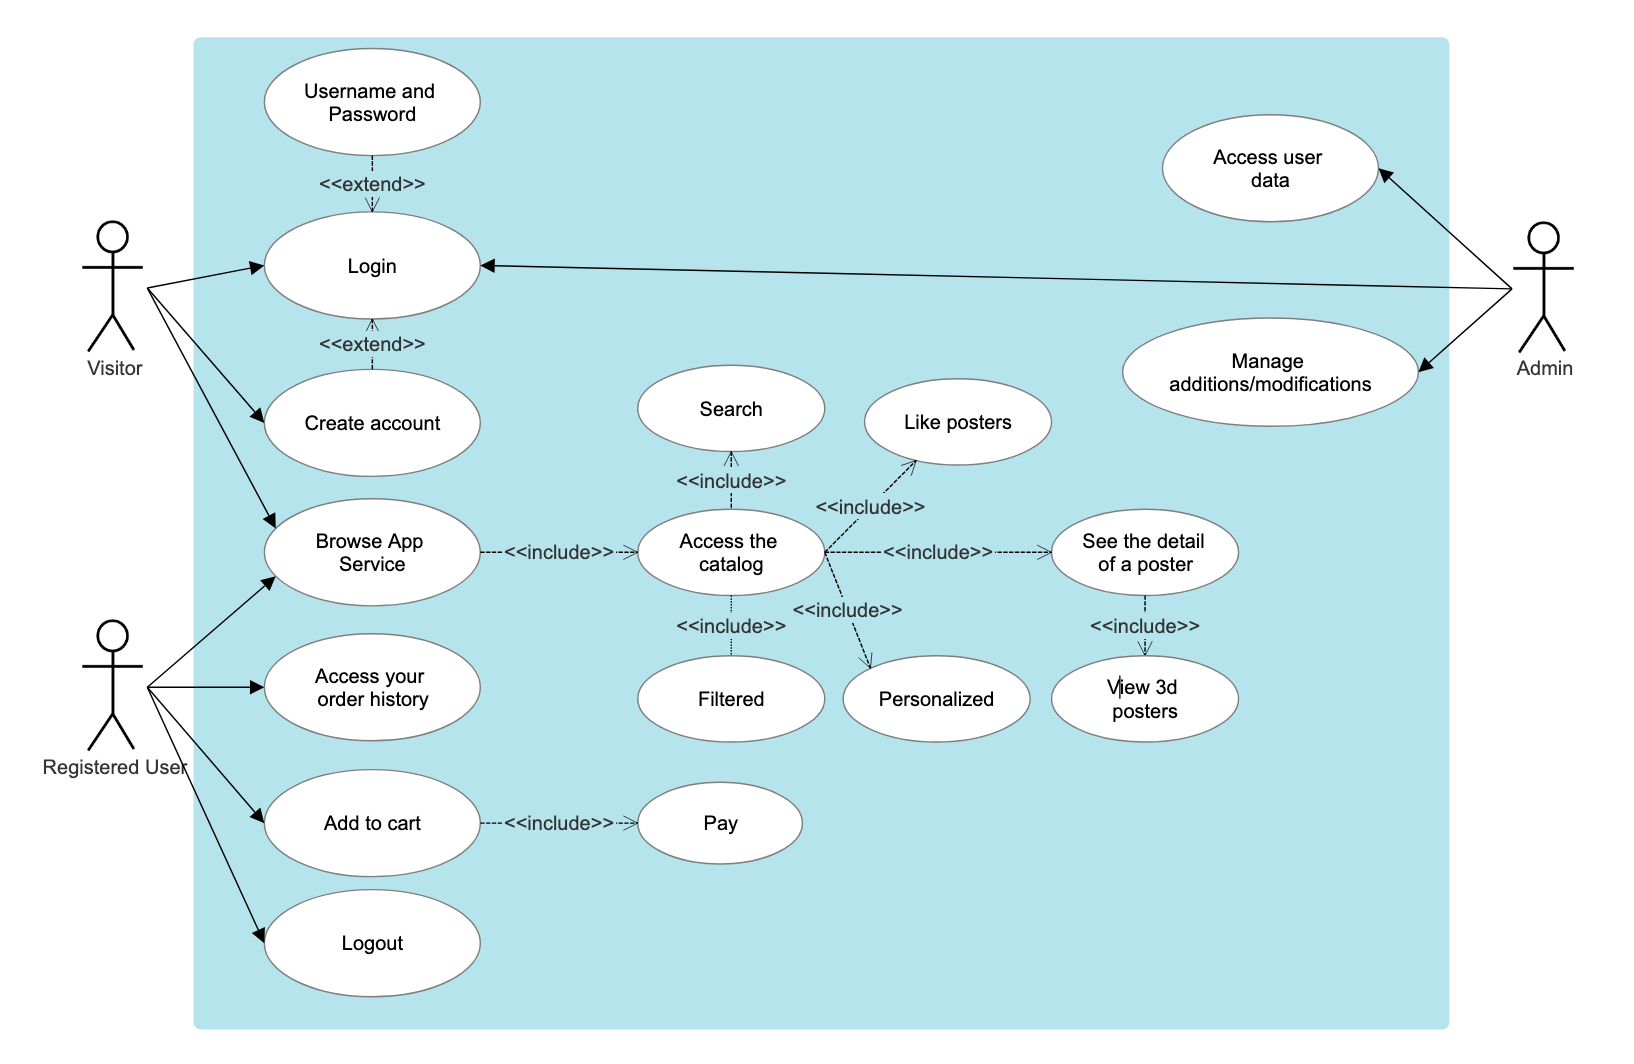 Username and
Password
<<extend>>
Login
<<extend>>
Create account
Visitor
Access user
data
Manage
additions/modifications
Admin
Search
Like posters
<<include>>
<<include>>
Browse App
Service
<<include>>
Access the
catalog
<<include>>
See the detail
of a poster
<<include>>
<<include>>
<<include>>
Access your
order history
Filtered
Personalized
View 3d
posters
Registered User
Add to cart
<<include>>
Pay
Logout